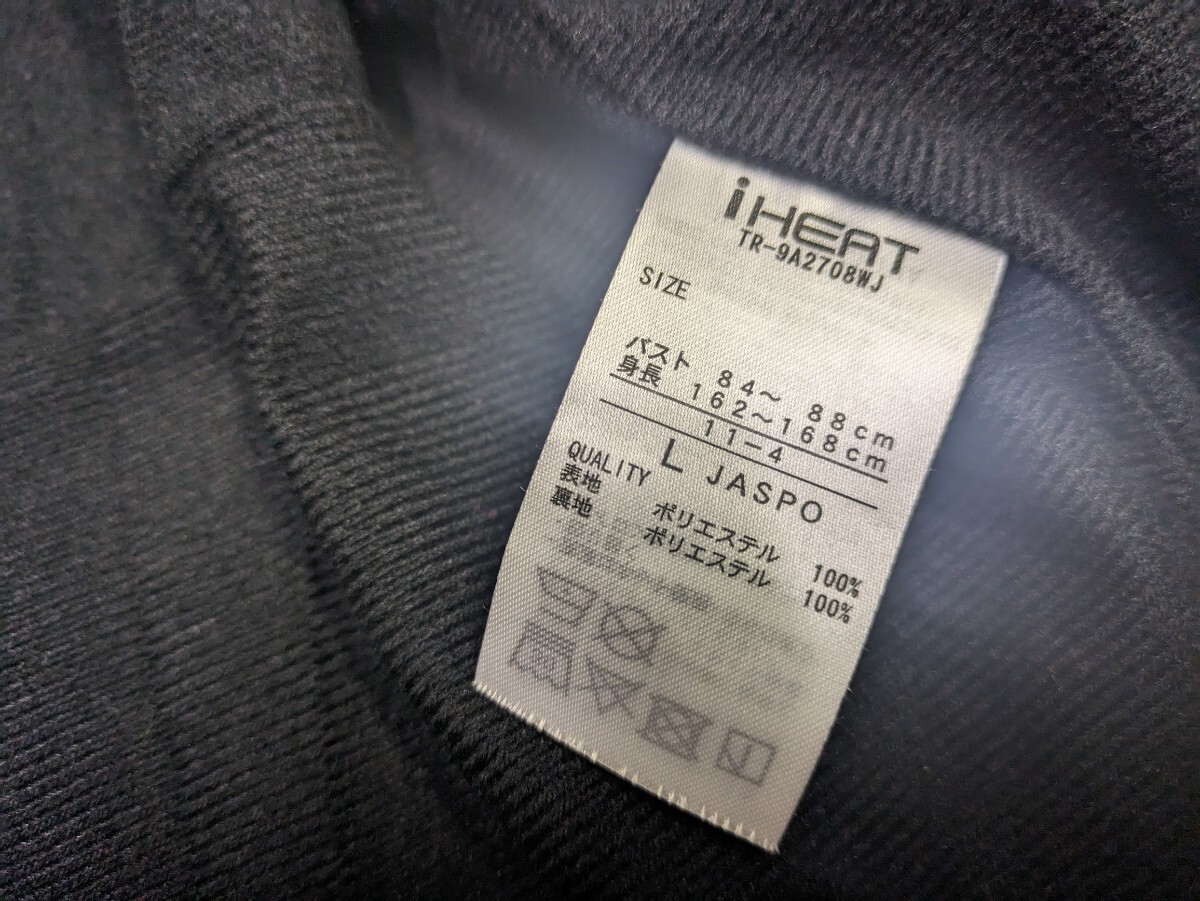 iHEAT
TR-9A2708WJ
SIZE
バスト 84～ 88cm
身長 162～168cm
11-4
L JASPO
QUALITY
表地 ポリエステル 100%
裏地 ポリエステル 100%